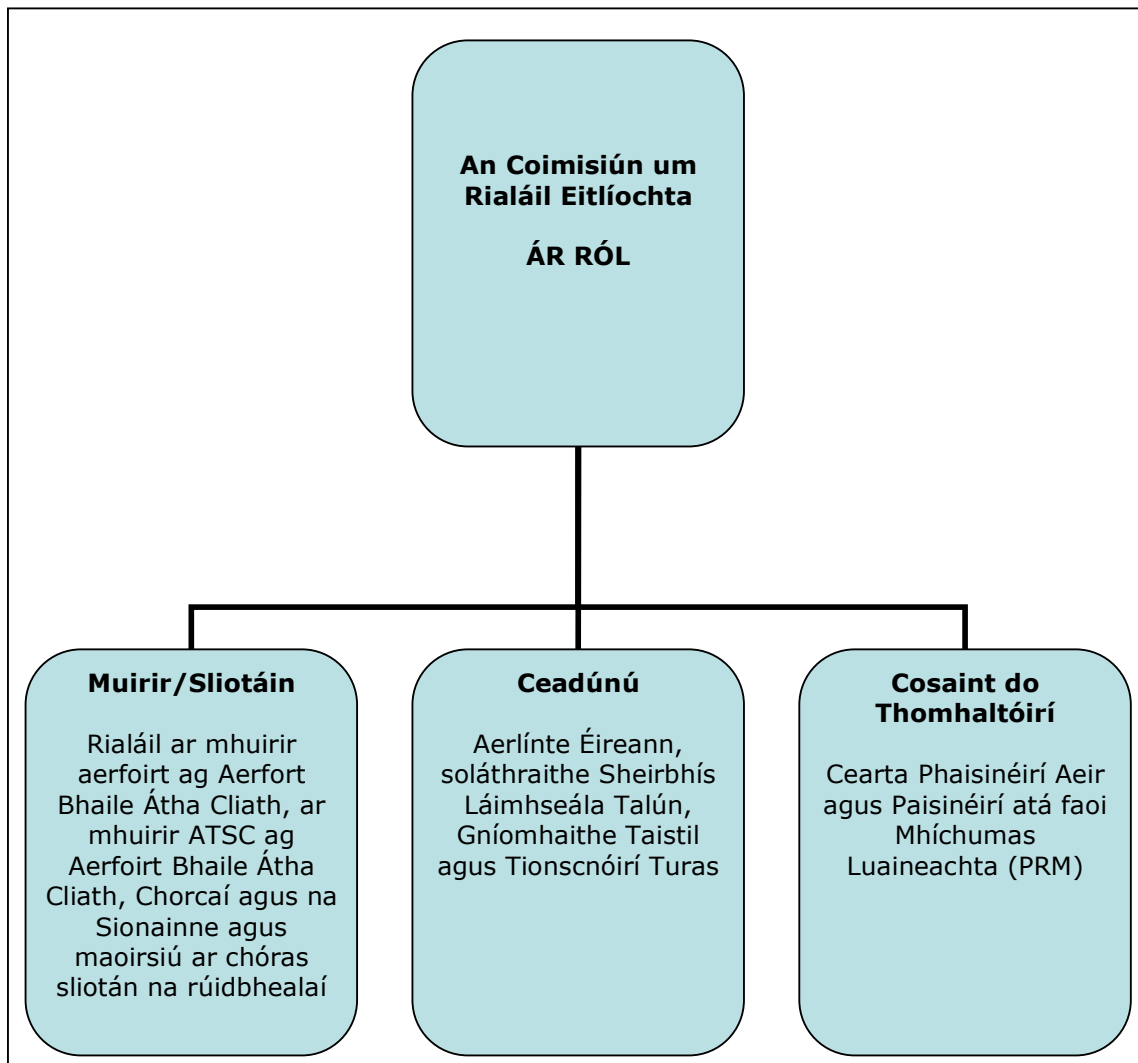 An Coimisiún um
Rialáil Eitlíochta
ÁR RÓL
Muirir/Sliotáin
Rialáil ar mhuirir
aerfoirt ag Aerfort
Bhaile Átha Cliath, ar
mhuirir ATSC ag
Aerfoirt Bhaile Átha
Cliath, Chorcaí agus na
Sionainne agus
maoirsiú ar chóras
sliotán na rúidbhealaí
Ceadúnú
Aerlínte Éireann,
soláthraithe Sheirbhís
Láimhseála Talún,
Gníomhaithe Taistil
agus Tionscnóirí Turas
Cosaint do
Thomhaltóirí
Cearta Phaisinéirí Aeir
agus Paisinéirí atá faoi
Mhíchumas
Luaineachta (PRM)